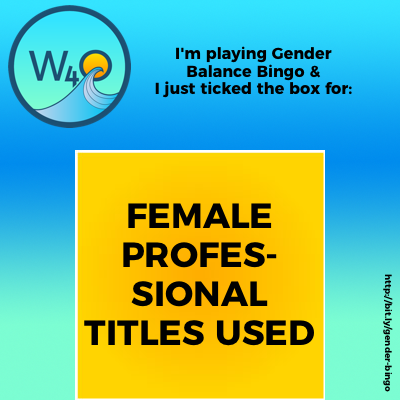 W4O
I'm playing Gender
Balance Bingo &
I just ticked the box for:
FEMALE
PROFES-
SIONAL
TITLES USED
http://bit.ly/gender-bingo